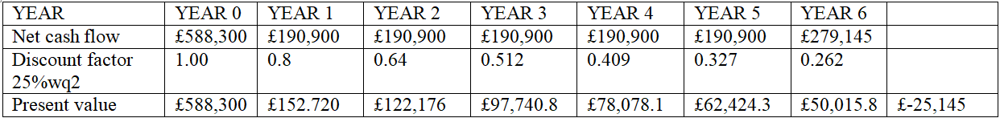 YEAR YEAR 0 YEAR 1 YEAR 2 YEAR 3 YEAR 4 YEAR 5 YEAR 6
Net cash flow £588,300 £190,900 £190,900 £190,900 £190,900 £190,900 £279,145
Discount factor 1.00 0.8 0.64 0.512 0.409 0.327 0.262
25%wq2
Present value £588,300 £152.720 £122,176 £97,740.8 £78,078.1 £62,424.3 £50,015.8 £-25,145